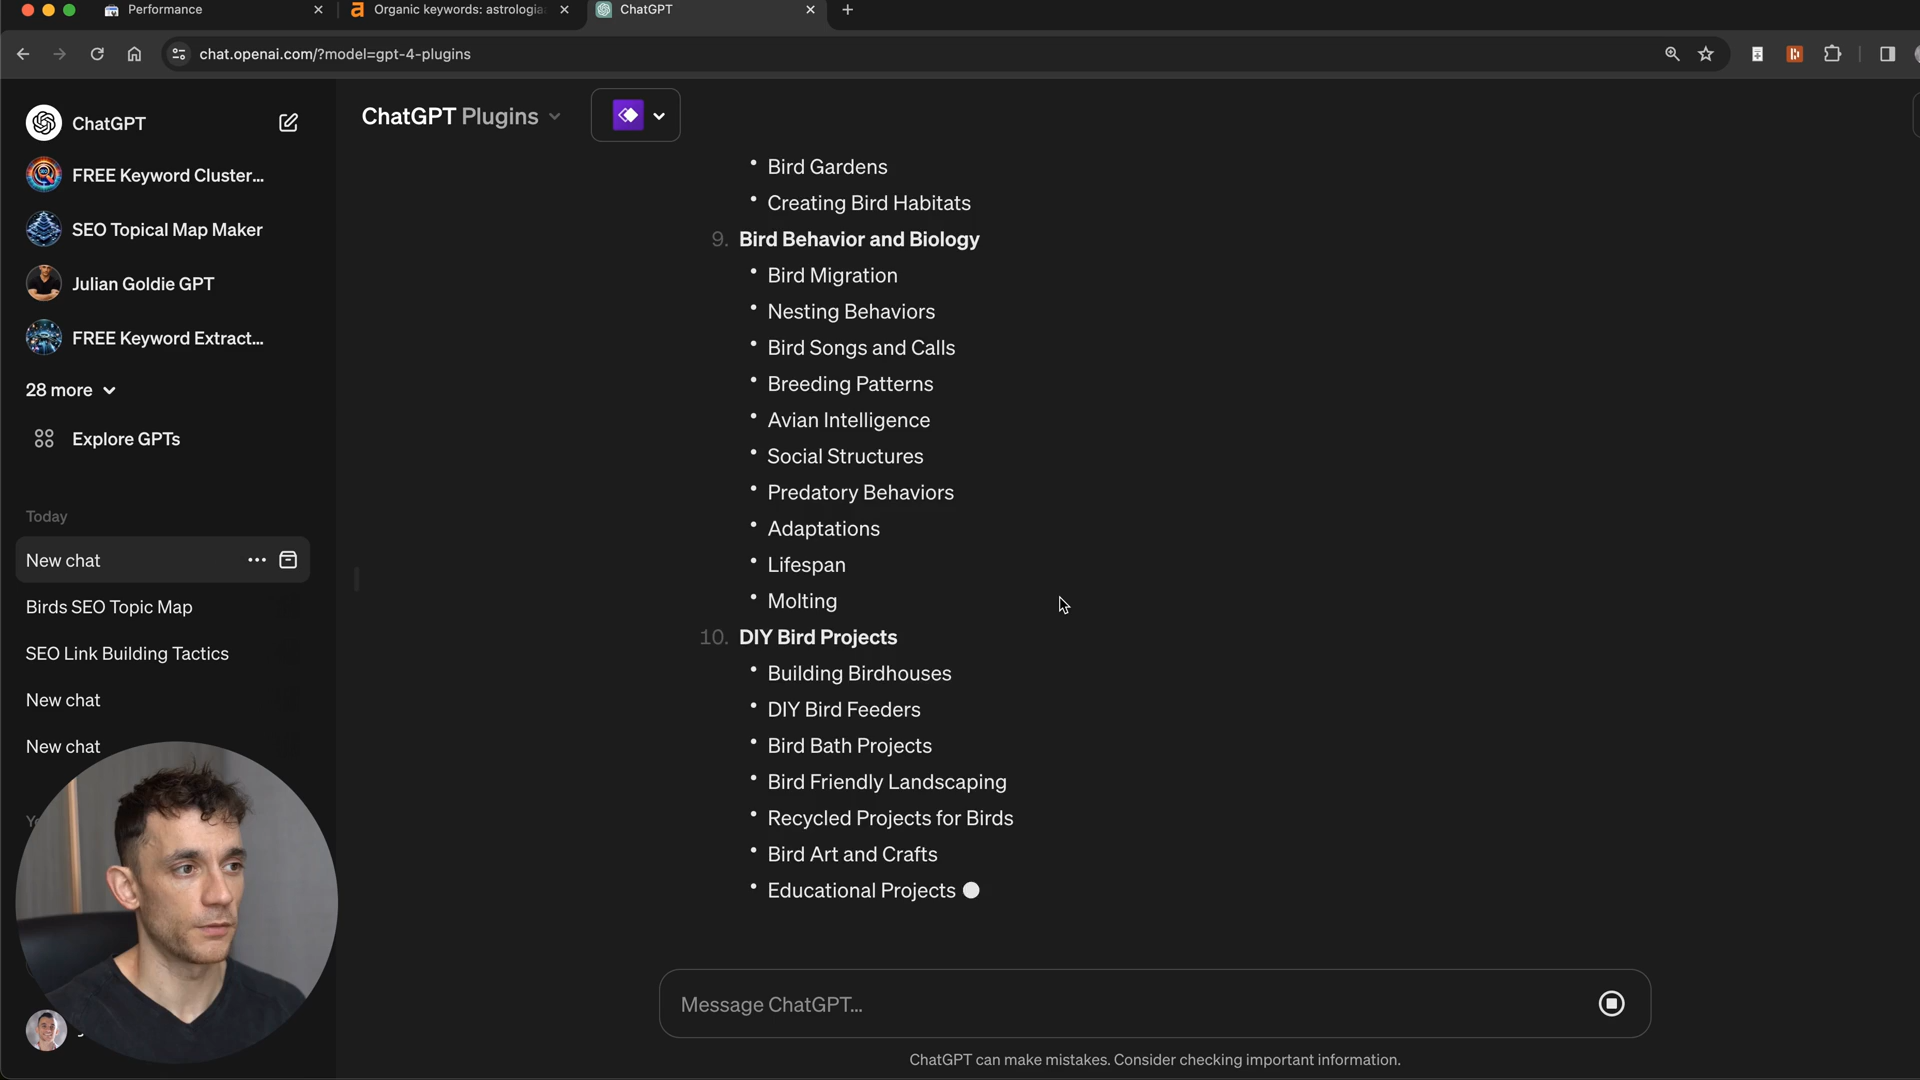 Performance
Organic keywords: astrologia
ChatGPT
chat.openai.com/?model=gpt-4-plugins
ChatGPT
FREE Keyword Cluster...
SEO Topical Map Maker
Julian Goldie GPT
FREE Keyword Extract...
28 more
Explore GPTs
Today
New chat
Birds SEO Topic Map
SEO Link Building Tactics
New chat
New chat
ChatGPT Plugins
• Bird Gardens
• Creating Bird Habitats
9. Bird Behavior and Biology
• Bird Migration
• Nesting Behaviors
• Bird Songs and Calls
• Breeding Patterns
• Avian Intelligence
• Social Structures
• Predatory Behaviors
• Adaptations
• Lifespan
• Molting
10. DIY Bird Projects
• Building Birdhouses
• DIY Bird Feeders
• Bird Bath Projects
• Bird Friendly Landscaping
• Recycled Projects for Birds
• Bird Art and Crafts
• Educational Projects
Message ChatGPT...
ChatGPT can make mistakes. Consider checking important information.